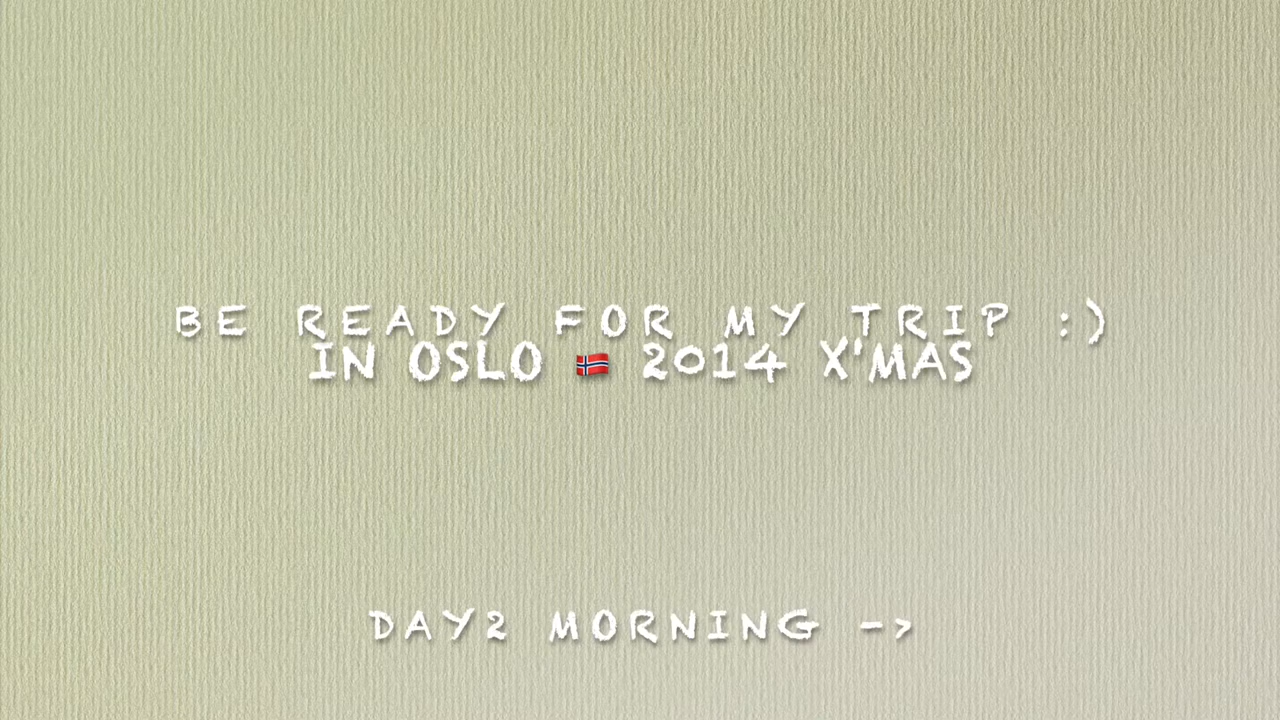 BE READY FOR MY TRIP :)
IN OSLO 🇳🇴 2014 X'MAS
DAY2 MORNING ->